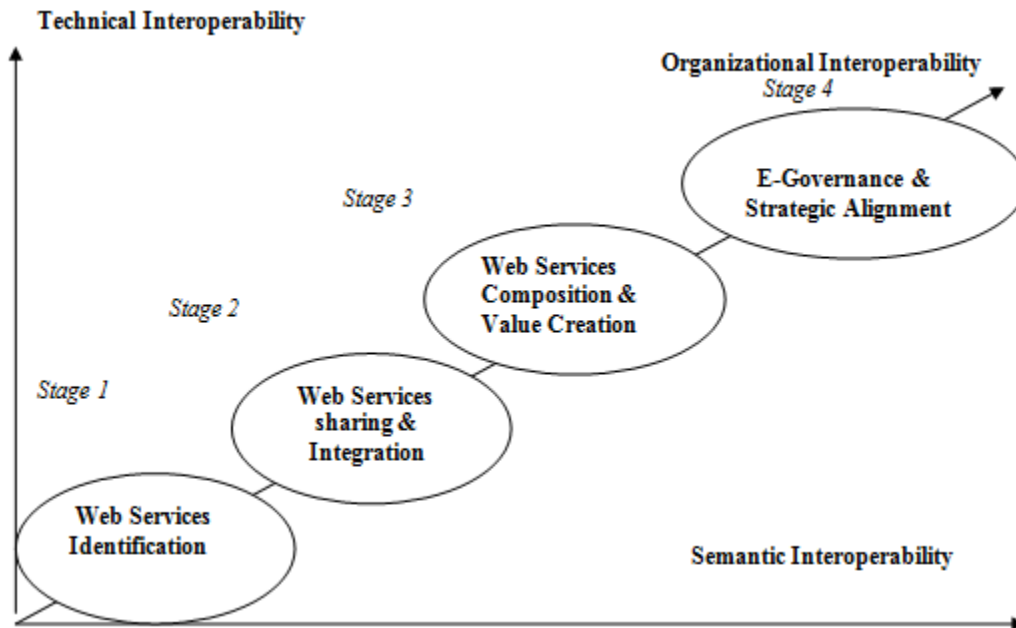 Technical Interoperability
Organizational Interoperability
Stage 4
E-Governance &
Strategic Alignment
Stage 3
Web Services
Composition &
Value Creation
Stage 2
Web Services
sharing &
Integration
Stage 1
Web Services
Identification
Semantic Interoperability